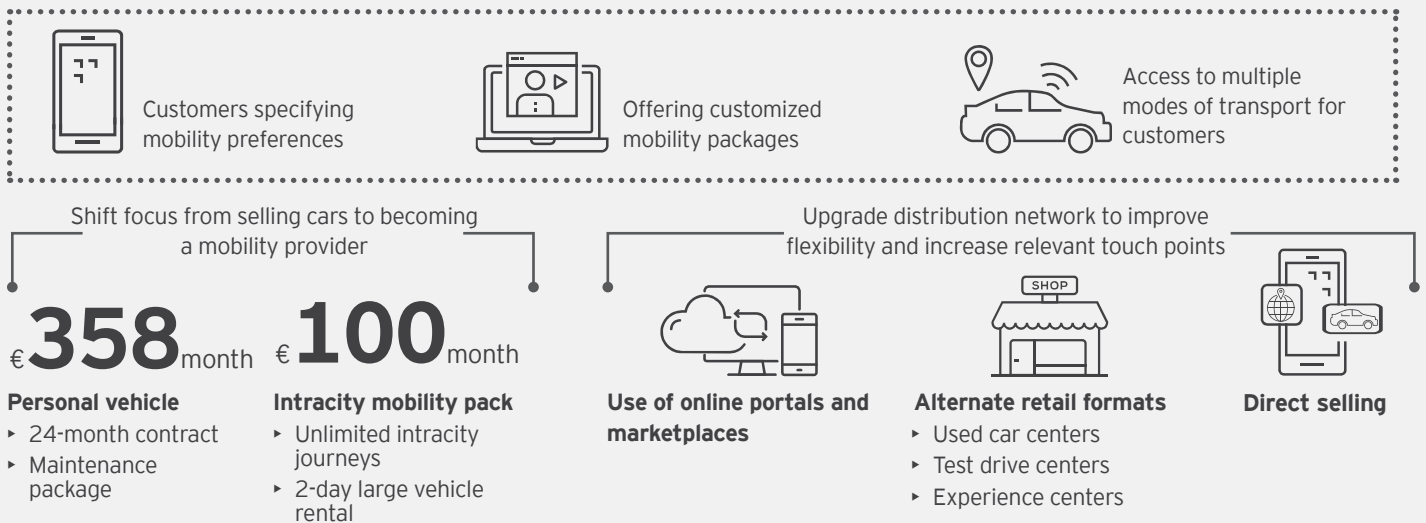 Customers specifying
mobility preferences
Offering customized
mobility packages
Access to multiple
modes of transport for
customers
Shift focus from selling cars to becoming
a mobility provider
€358month
Personal vehicle
‣ 24-month contract
‣ Maintenance
package
€100month
Intracity mobility pack
‣ Unlimited intracity
journeys
‣ 2-day large vehicle
rental
Upgrade distribution network to improve
flexibility and increase relevant touch points
Use of online portals and
marketplaces
SHOP
Alternate retail formats
‣ Used car centers
‣ Test drive centers
‣ Experience centers
Direct selling